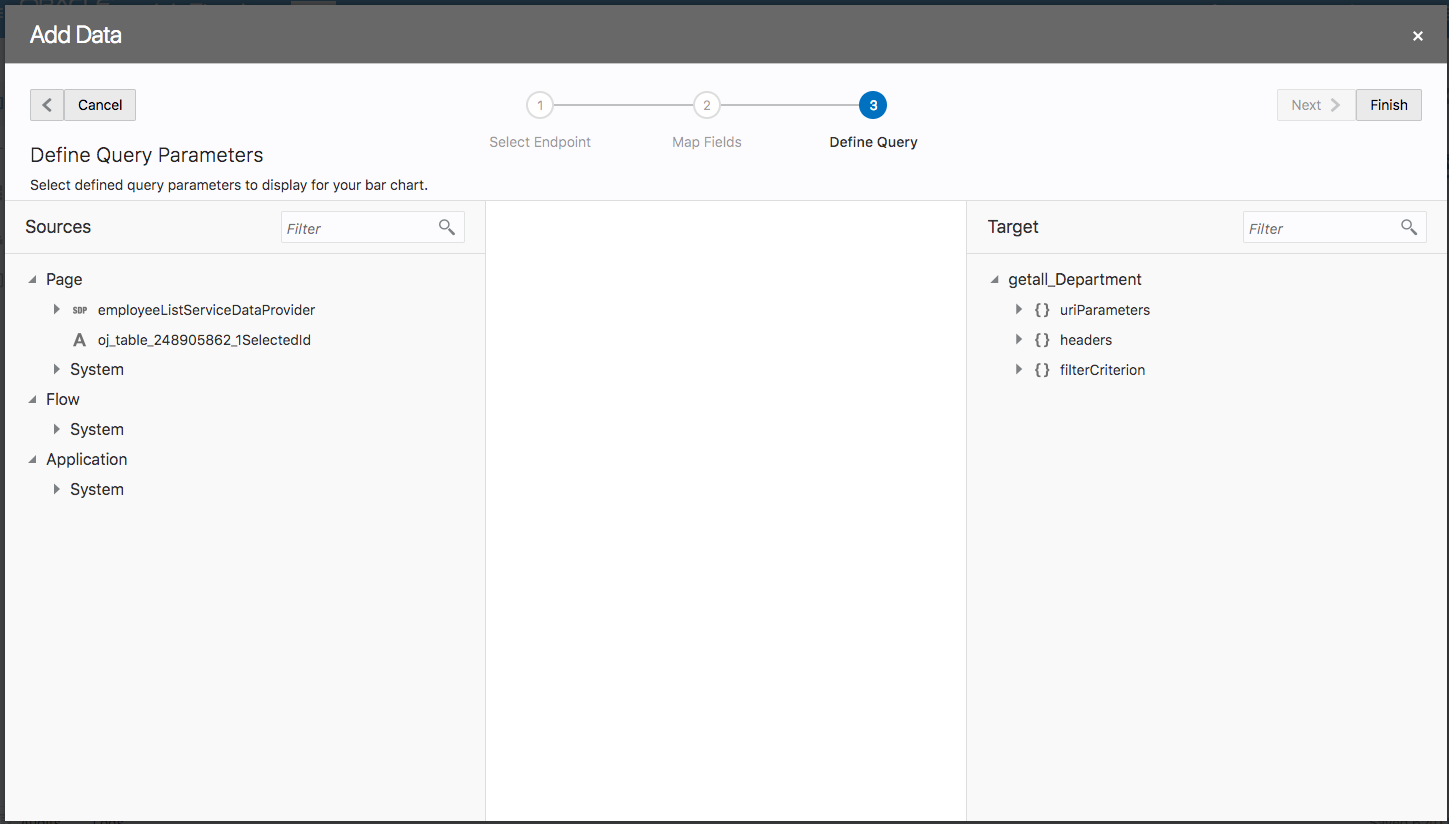 Add Data
×
Cancel
1
2
3
Next
Finish
Select Endpoint
Map Fields
Define Query
Define Query Parameters
Select defined query parameters to display for your bar chart.
Sources
Filter
Page
SDP employeeListServiceDataProvider
A oj_table_248905862_1SelectedId
System
Flow
System
Application
System
Target
Filter
getall_Department
{} uriParameters
{} headers
{} filterCriterion